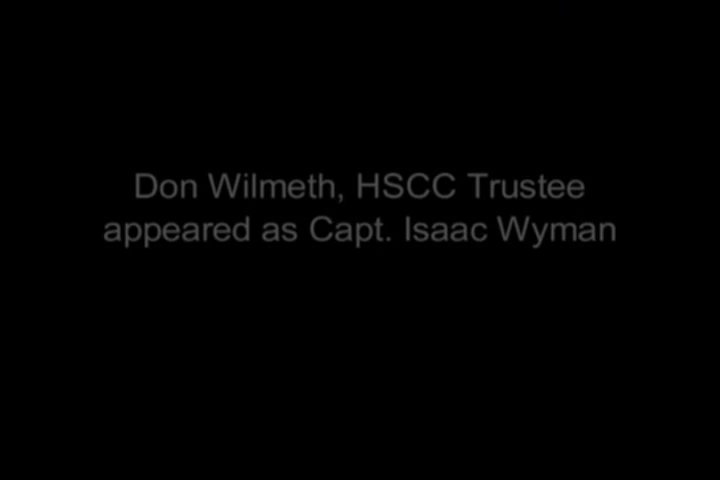 Don Wilmeth, HSCC Trustee
appeared as Capt. Isaac Wyman